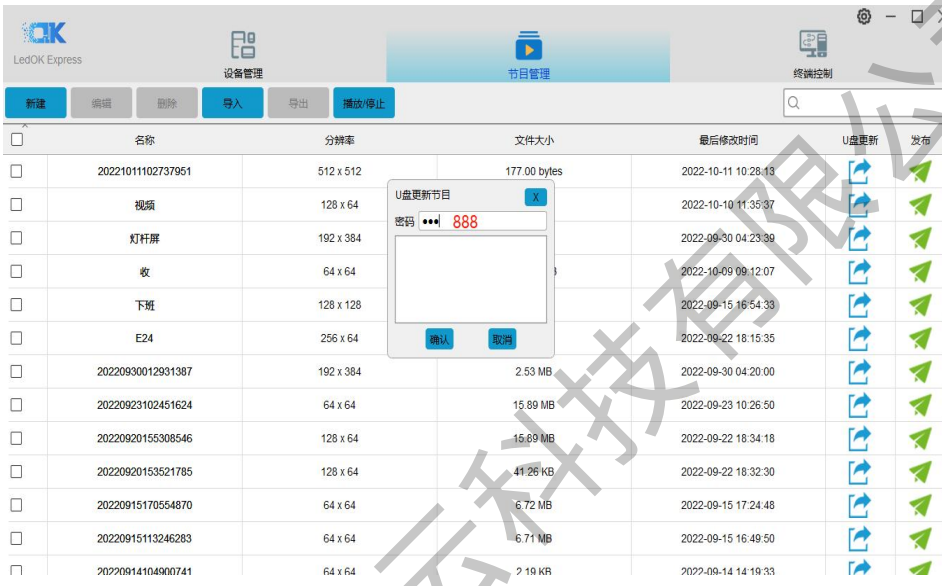 LedOK Express
设备管理
节目管理
终端控制
新建 编辑 删除 导入 导出 播放/停止
名称 分辨率 文件大小 最后修改时间 U盘更新 发布
20221011102737951 512 x 512 177.00 bytes 2022-10-11 10:28:13
视频 128 x 64 2022-10-10 11:35:37
灯杆屏 192 x 384 2022-09-30 04:23:39
收 64 x 64 2022-10-09 09:12:07
下班 128 x 128 2022-09-15 16:54:33
E24 256 x 64 2022-09-22 18:15:35
20220930012931387 192 x 384 2.53 MB 2022-09-30 04:20:00
20220923102451624 64 x 64 15.89 MB 2022-09-23 10:26:50
20220920155308546 128 x 64 15.89 MB 2022-09-22 18:34:18
20220920153521785 128 x 64 41.26 KB 2022-09-22 18:32:30
20220915170554870 64 x 64 6.72 MB 2022-09-15 17:24:48
20220915113246283 64 x 64 6.71 MB 2022-09-15 16:49:50
20220914104900741 64 x 64 2.19 KB 2022-09-14 14:19:33
U盘更新节目 X
密码 ••• 888
确认 取消
云科技有限公